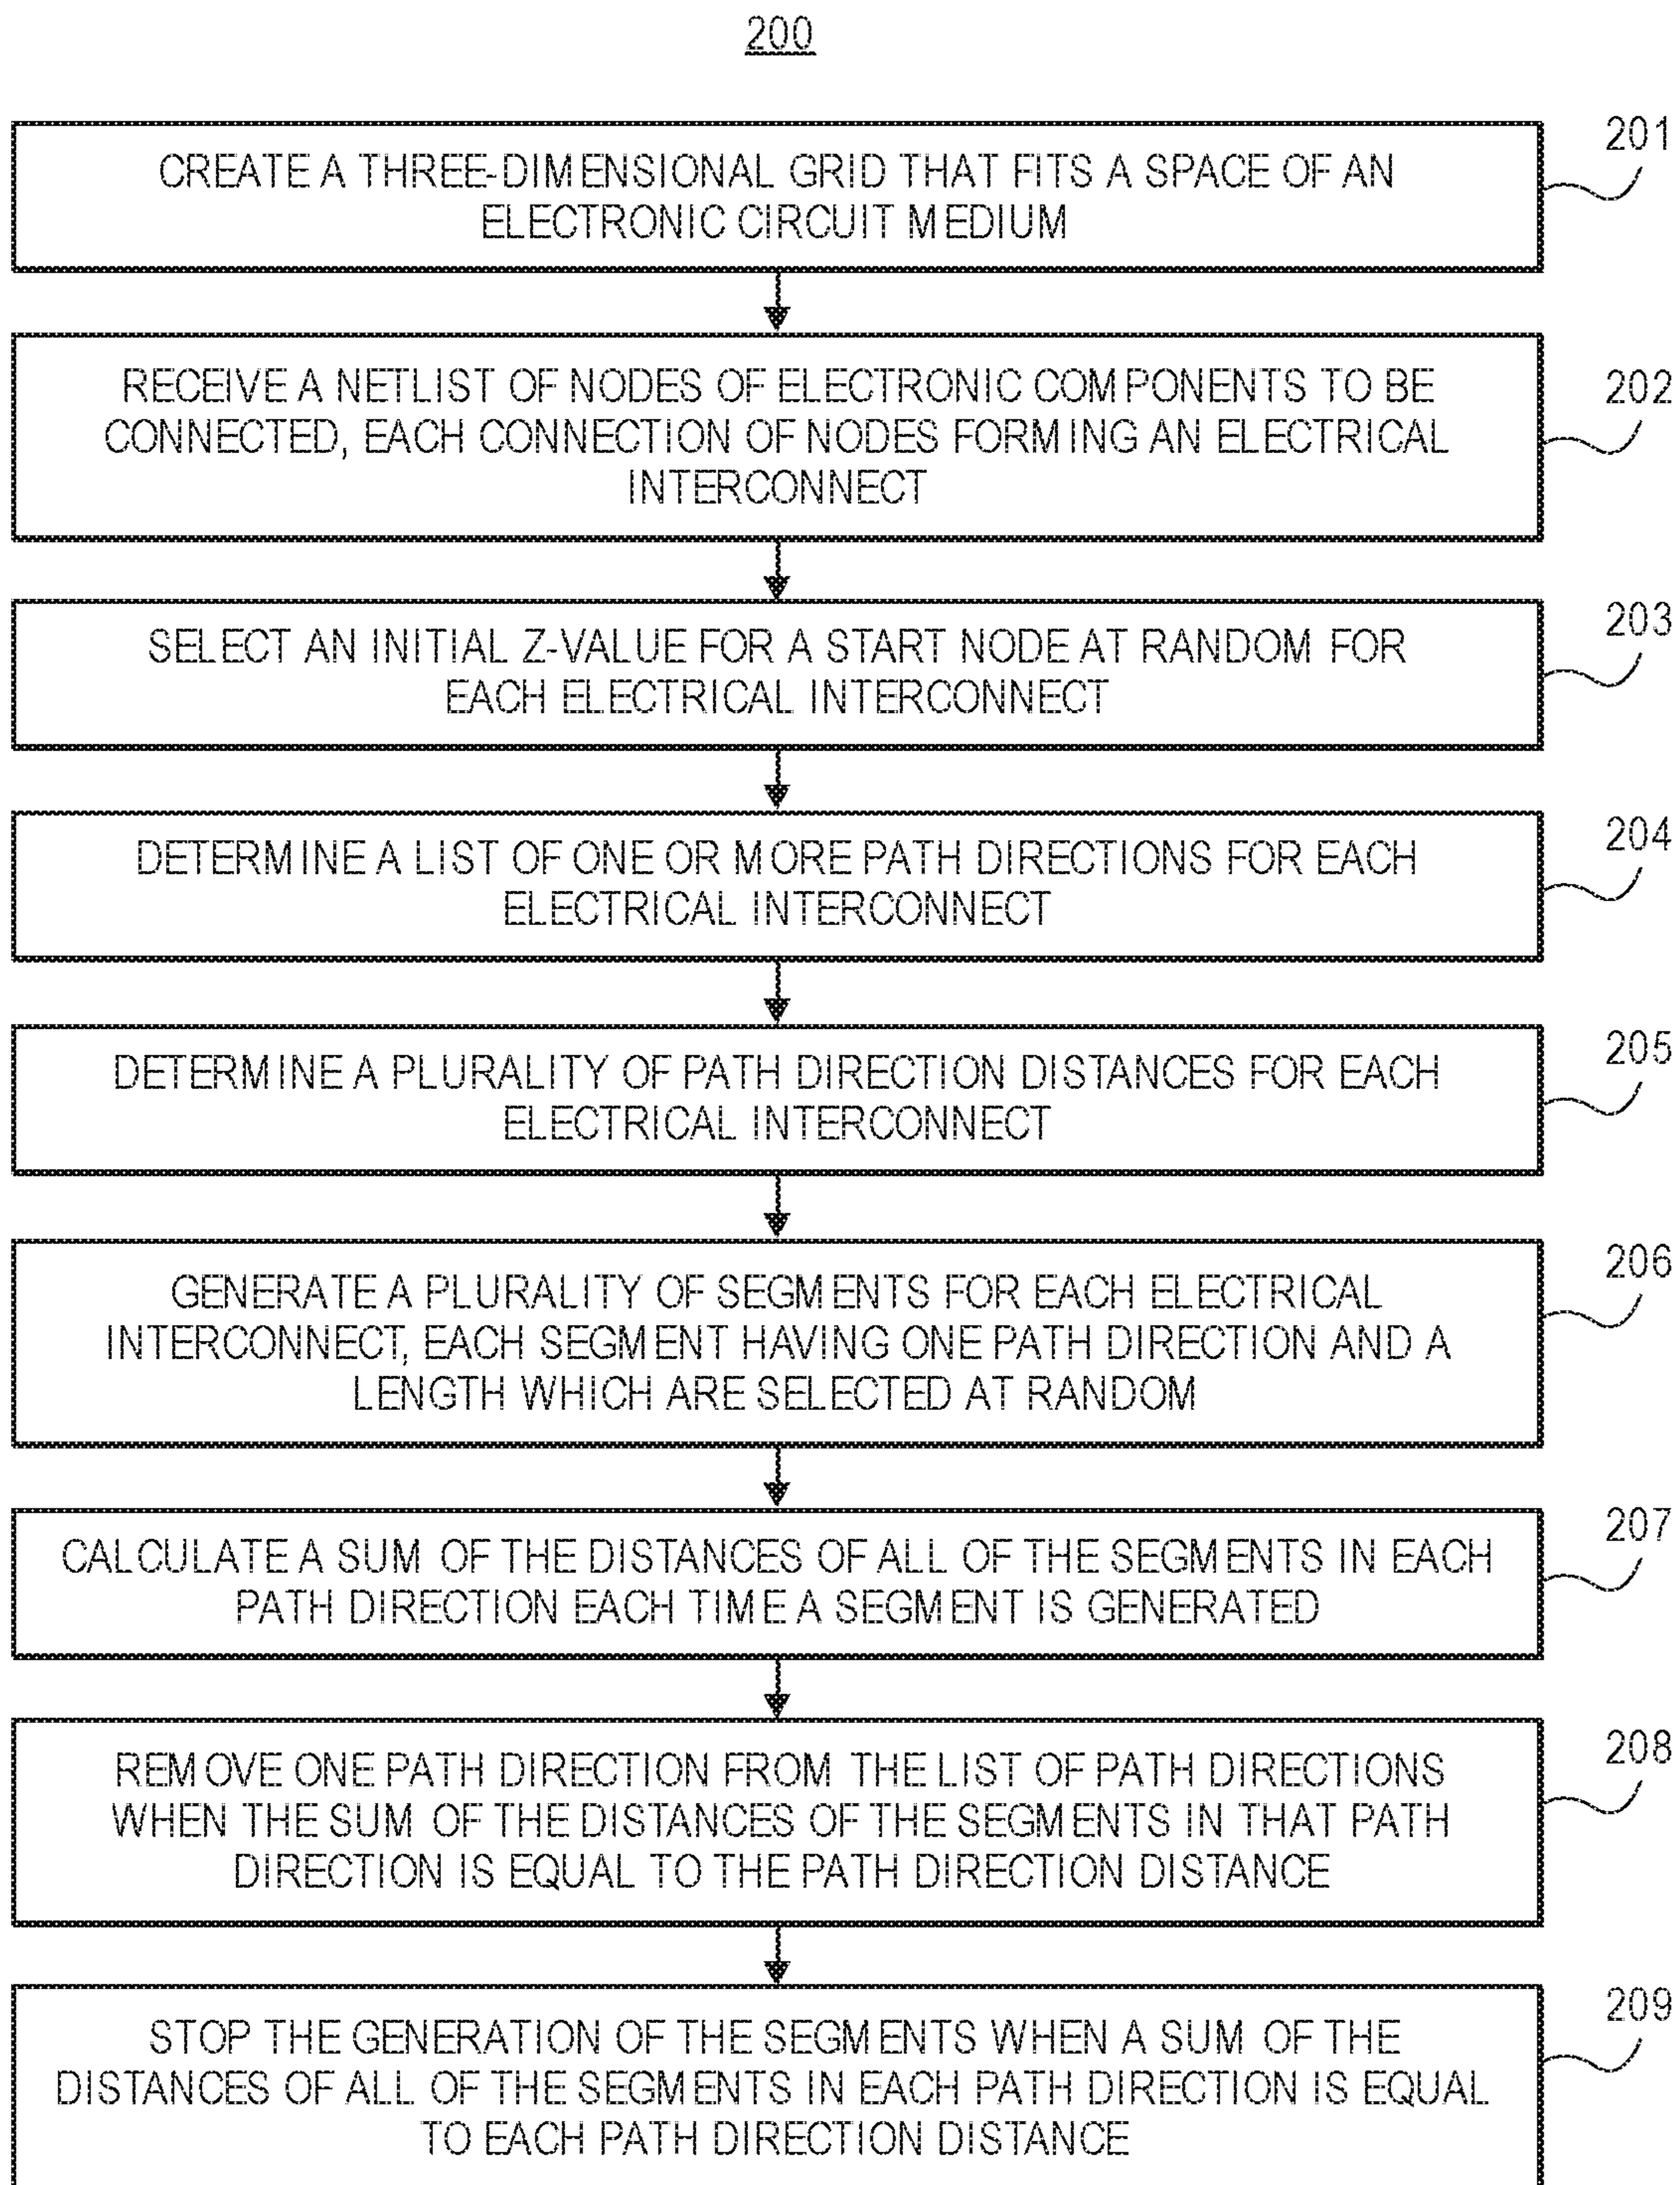 200
201
CREATE A THREE-DIMENSIONAL GRID THAT FITS A SPACE OF AN
ELECTRONIC CIRCUIT MEDIUM
202
RECEIVE A NETLIST OF NODES OF ELECTRONIC COMPONENTS TO BE
CONNECTED, EACH CONNECTION OF NODES FORMING AN ELECTRICAL
INTERCONNECT
203
SELECT AN INITIAL Z-VALUE FOR A START NODE AT RANDOM FOR
EACH ELECTRICAL INTERCONNECT
204
DETERMINE A LIST OF ONE OR MORE PATH DIRECTIONS FOR EACH
ELECTRICAL INTERCONNECT
205
DETERMINE A PLURALITY OF PATH DIRECTION DISTANCES FOR EACH
ELECTRICAL INTERCONNECT
206
GENERATE A PLURALITY OF SEGMENTS FOR EACH ELECTRICAL
INTERCONNECT, EACH SEGMENT HAVING ONE PATH DIRECTION AND A
LENGTH WHICH ARE SELECTED AT RANDOM
207
CALCULATE A SUM OF THE DISTANCES OF ALL OF THE SEGMENTS IN EACH
PATH DIRECTION EACH TIME A SEGMENT IS GENERATED
208
REMOVE ONE PATH DIRECTION FROM THE LIST OF PATH DIRECTIONS
WHEN THE SUM OF THE DISTANCES OF THE SEGMENTS IN THAT PATH
DIRECTION IS EQUAL TO THE PATH DIRECTION DISTANCE
209
STOP THE GENERATION OF THE SEGMENTS WHEN A SUM OF THE
DISTANCES OF ALL OF THE SEGMENTS IN EACH PATH DIRECTION IS EQUAL
TO EACH PATH DIRECTION DISTANCE